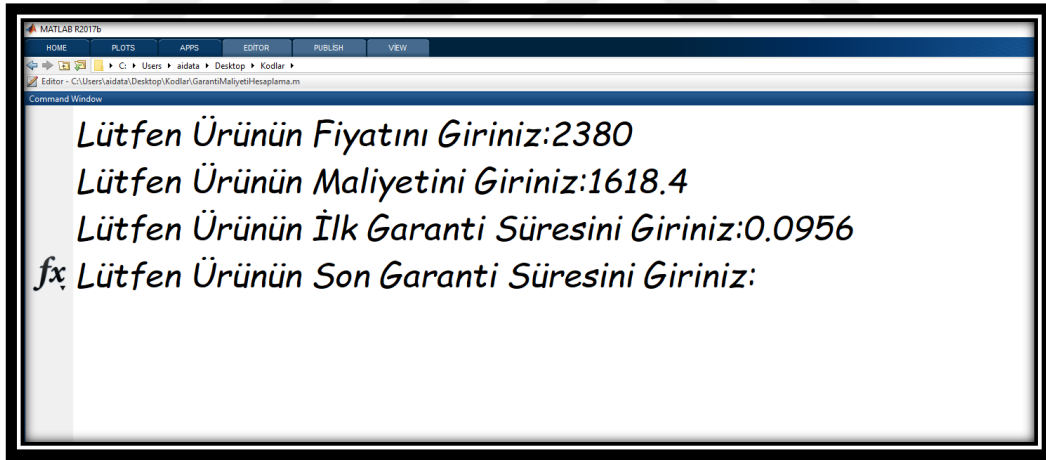 MATLAB R2017b
HOME PLOTS APPS EDITOR PUBLISH VIEW
C: Users aidata Desktop Kodlar
Editor - C:\Users\aidata\Desktop\Kodlar\GarantiMaliyetiHesaplama.m
Command Window
Lütfen Ürünün Fiyatını Giriniz:2380
Lütfen Ürünün Maliyetini Giriniz:1618.4
Lütfen Ürünün İlk Garanti Süresini Giriniz:0.0956
fx Lütfen Ürünün Son Garanti Süresini Giriniz: